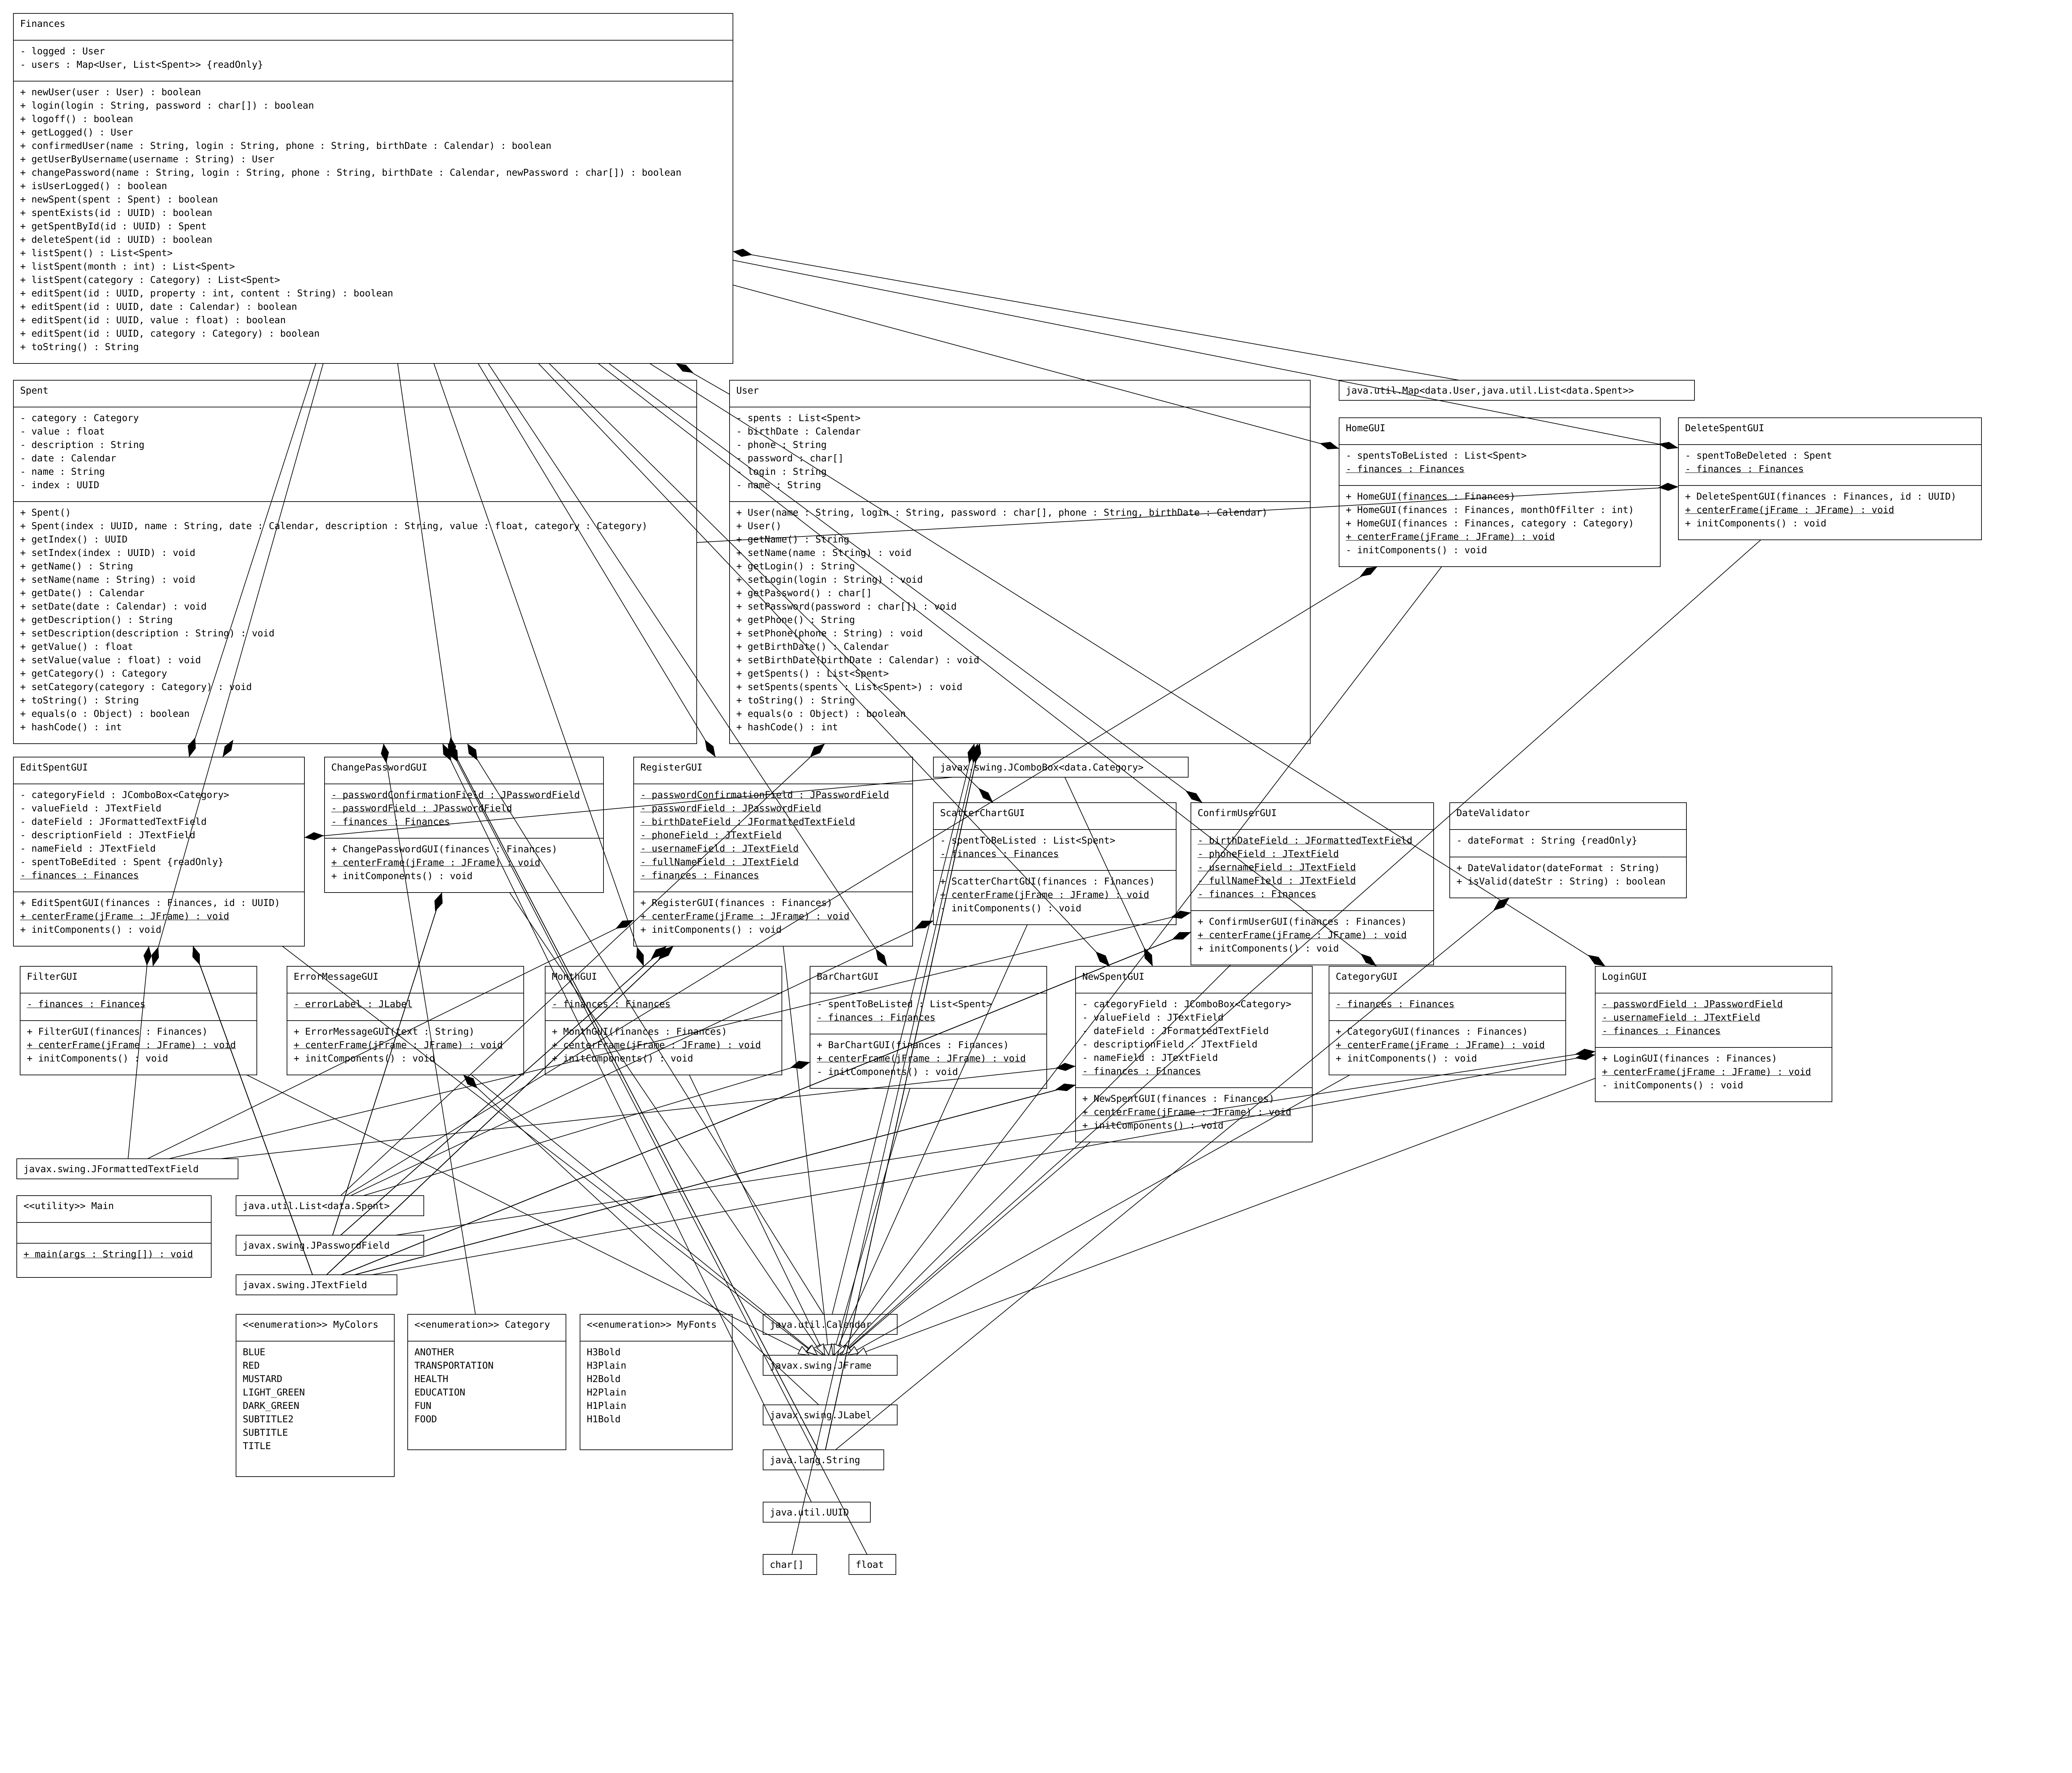 Finances
- logged : User
- users : Map<User, List<Spent>> {readOnly}
+ newUser(user : User) : boolean
+ login(login : String, password : char[]) : boolean
+ logoff() : boolean
+ getLogged() : User
+ confirmedUser(name : String, login : String, phone : String, birthDate : Calendar) : boolean
+ getUserByUsername(username : String) : User
+ changePassword(name : String, login : String, phone : String, birthDate : Calendar, newPassword : char[]) : boolean
+ isUserLogged() : boolean
+ newSpent(spent : Spent) : boolean
+ spentExists(id : UUID) : boolean
+ getSpentById(id : UUID) : Spent
+ deleteSpent(id : UUID) : boolean
+ listSpent() : List<Spent>
+ listSpent(month : int) : List<Spent>
+ listSpent(category : Category) : List<Spent>
+ editSpent(id : UUID, property : int, content : String) : boolean
+ editSpent(id : UUID, date : Calendar) : boolean
+ editSpent(id : UUID, value : float) : boolean
+ editSpent(id : UUID, category : Category) : boolean
+ toString() : String
Spent
- category : Category
- value : float
- description : String
- date : Calendar
- name : String
- index : UUID
+ Spent()
+ Spent(index : UUID, name : String, date : Calendar, description : String, value : float, category : Category)
+ getIndex() : UUID
+ setIndex(index : UUID) : void
+ getName() : String
+ setName(name : String) : void
+ getDate() : Calendar
+ setDate(date : Calendar) : void
+ getDescription() : String
+ setDescription(description : String) : void
+ getValue() : float
+ setValue(value : float) : void
+ getCategory() : Category
+ setCategory(category : Category) : void
+ toString() : String
+ equals(o : Object) : boolean
+ hashCode() : int
User
- spents : List<Spent>
- birthDate : Calendar
- phone : String
- password : char[]
- login : String
- name : String
+ User(name : String, login : String, password : char[], phone : String, birthDate : Calendar)
+ User()
+ getName() : String
+ setName(name : String) : void
+ getLogin() : String
+ setLogin(login : String) : void
+ getPassword() : char[]
+ setPassword(password : char[]) : void
+ getPhone() : String
+ setPhone(phone : String) : void
+ getBirthDate() : Calendar
+ setBirthDate(birthDate : Calendar) : void
+ getSpents() : List<Spent>
+ setSpents(spents : List<Spent>) : void
+ toString() : String
+ equals(o : Object) : boolean
+ hashCode() : int
java.util.Map<data.User,java.util.List<data.Spent>>
HomeGUI
- spentsToBeListed : List<Spent>
- finances : Finances
+ HomeGUI(finances : Finances)
+ HomeGUI(finances : Finances, monthOfFilter : int)
+ HomeGUI(finances : Finances, category : Category)
+ centerFrame(jFrame : JFrame) : void
- initComponents() : void
DeleteSpentGUI
- spentToBeDeleted : Spent
- finances : Finances
+ DeleteSpentGUI(finances : Finances, id : UUID)
+ centerFrame(jFrame : JFrame) : void
+ initComponents() : void
EditSpentGUI
- categoryField : JComboBox<Category>
- valueField : JTextField
- dateField : JFormattedTextField
- descriptionField : JTextField
- nameField : JTextField
- spentToBeEdited : Spent {readOnly}
- finances : Finances
+ EditSpentGUI(finances : Finances, id : UUID)
+ centerFrame(jFrame : JFrame) : void
+ initComponents() : void
ChangePasswordGUI
- passwordConfirmationField : JPasswordField
- passwordField : JPasswordField
- finances : Finances
+ ChangePasswordGUI(finances : Finances)
+ centerFrame(jFrame : JFrame) : void
+ initComponents() : void
RegisterGUI
- passwordConfirmationField : JPasswordField
- passwordField : JPasswordField
- birthDateField : JFormattedTextField
- phoneField : JTextField
- usernameField : JTextField
- fullNameField : JTextField
- finances : Finances
+ RegisterGUI(finances : Finances)
+ centerFrame(jFrame : JFrame) : void
+ initComponents() : void
javax.swing.JComboBox<data.Category>
ScatterChartGUI
- spentToBeListed : List<Spent>
- finances : Finances
+ ScatterChartGUI(finances : Finances)
+ centerFrame(jFrame : JFrame) : void
- initComponents() : void
ConfirmUserGUI
- birthDateField : JFormattedTextField
- phoneField : JTextField
- usernameField : JTextField
- fullNameField : JTextField
- finances : Finances
+ ConfirmUserGUI(finances : Finances)
+ centerFrame(jFrame : JFrame) : void
+ initComponents() : void
DateValidator
- dateFormat : String {readOnly}
+ DateValidator(dateFormat : String)
+ isValid(dateStr : String) : boolean
FilterGUI
- finances : Finances
+ FilterGUI(finances : Finances)
+ centerFrame(jFrame : JFrame) : void
+ initComponents() : void
ErrorMessageGUI
- errorLabel : JLabel
+ ErrorMessageGUI(text : String)
+ centerFrame(jFrame : JFrame) : void
+ initComponents() : void
MonthGUI
- finances : Finances
+ MonthGUI(finances : Finances)
+ centerFrame(jFrame : JFrame) : void
+ initComponents() : void
BarChartGUI
- spentToBeListed : List<Spent>
- finances : Finances
+ BarChartGUI(finances : Finances)
+ centerFrame(jFrame : JFrame) : void
- initComponents() : void
NewSpentGUI
- categoryField : JComboBox<Category>
- valueField : JTextField
- dateField : JFormattedTextField
- descriptionField : JTextField
- nameField : JTextField
- finances : Finances
+ NewSpentGUI(finances : Finances)
+ centerFrame(jFrame : JFrame) : void
+ initComponents() : void
CategoryGUI
- finances : Finances
+ CategoryGUI(finances : Finances)
+ centerFrame(jFrame : JFrame) : void
+ initComponents() : void
LoginGUI
- passwordField : JPasswordField
- usernameField : JTextField
- finances : Finances
+ LoginGUI(finances : Finances)
+ centerFrame(jFrame : JFrame) : void
- initComponents() : void
javax.swing.JFormattedTextField
<<utility>> Main
+ main(args : String[]) : void
java.util.List<data.Spent>
javax.swing.JPasswordField
javax.swing.JTextField
<<enumeration>> MyColors
BLUE
RED
MUSTARD
LIGHT_GREEN
DARK_GREEN
SUBTITLE2
SUBTITLE
TITLE
<<enumeration>> Category
ANOTHER
TRANSPORTATION
HEALTH
EDUCATION
FUN
FOOD
<<enumeration>> MyFonts
H3Bold
H3Plain
H2Bold
H2Plain
H1Plain
H1Bold
java.util.Calendar
javax.swing.JFrame
javax.swing.JLabel
java.lang.String
java.util.UUID
char[]
float